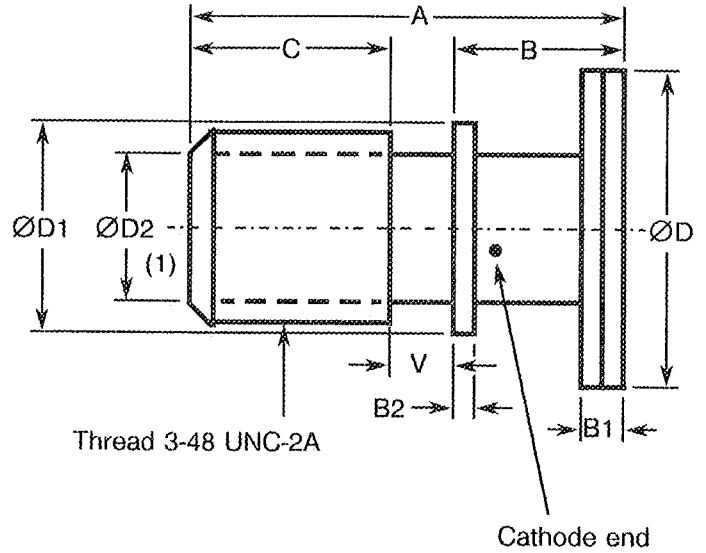 A
C
B
ØD1
ØD2
(1)
ØD
V
B2
B1
Thread 3-48 UNC-2A
Cathode end